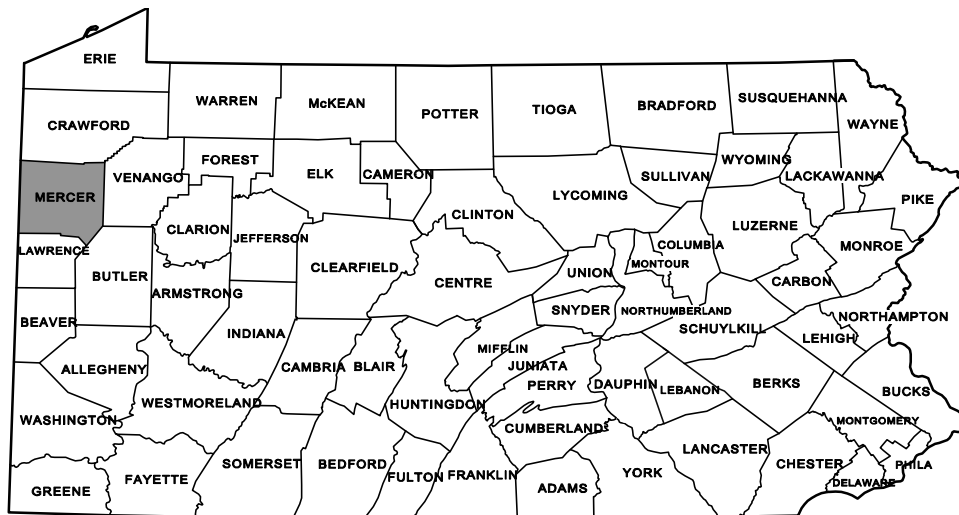 ERIE
WARREN
McKEAN
POTTER
TIOGA
BRADFORD
SUSQUEHANNA
WAYNE
CRAWFORD
FOREST
VENANGO
ELK
CAMERON
WYOMING
SULLIVAN
LACKAWANNA
PIKE
MERCER
LYCOMING
CLINTON
LUZERNE
CLARION
JEFFERSON
COLUMBIA
MONROE
LAWRENCE
MONTOUR
BUTLER
CLEARFIELD
CENTRE
UNION
CARBON
ARMSTRONG
SNYDER
NORTHUMBERLAND
NORTHAMPTON
BEAVER
INDIANA
SCHUYLKILL
LEHIGH
MIFFLIN
ALLEGHENY
CAMBRIA
BLAIR
JUNIATA
PERRY
DAUPHIN
LEBANON
BERKS
BUCKS
WESTMORELAND
HUNTINGDON
WASHINGTON
CUMBERLAND
MONTGOMERY
LANCASTER
GREENE
FAYETTE
SOMERSET
BEDFORD
FULTON
FRANKLIN
ADAMS
YORK
CHESTER
PHILA
DELAWARE